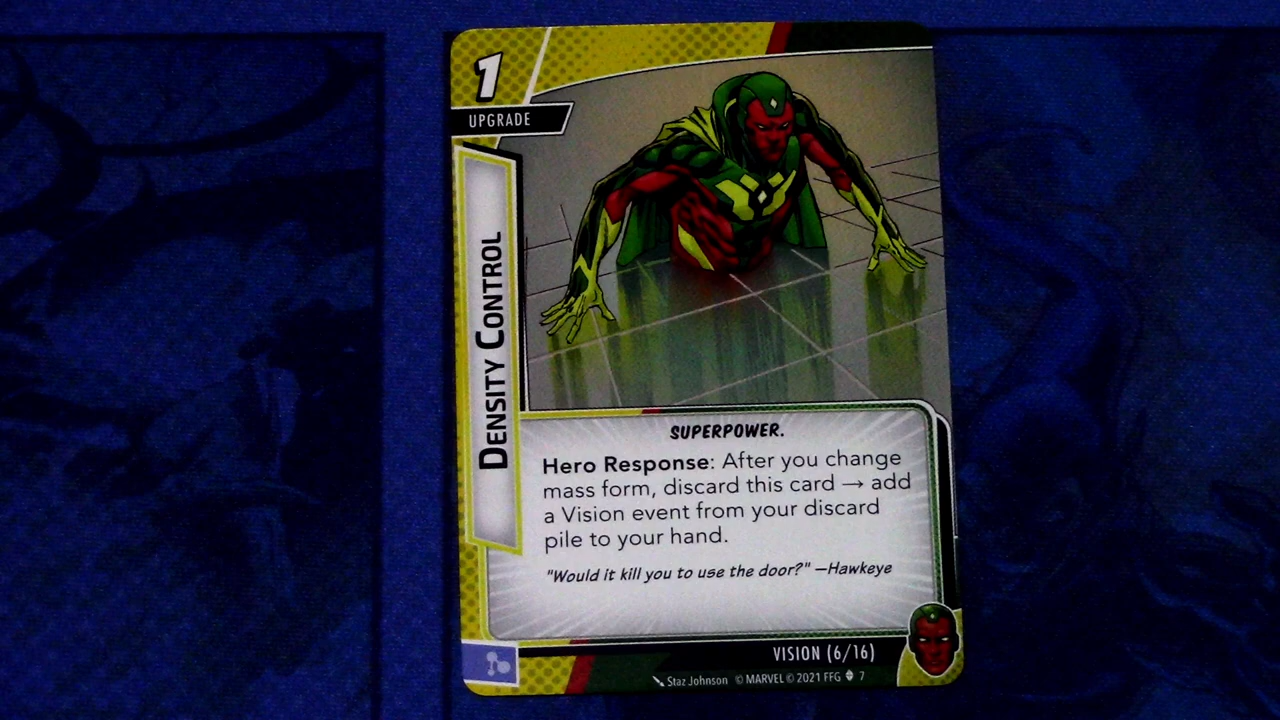 1
UPGRADE
DENSITY CONTROL
SUPERPOWER.
Hero Response: After you change
mass form, discard this card → add
a Vision event from your discard
pile to your hand.
"Would it kill you to use the door?" —Hawkeye
VISION (6/16)
Staz Johnson © MARVEL © 2021 FFG 7